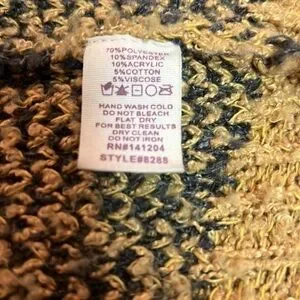 70%POLYESTER
10%SPANDEX
10%ACRYLIC
5%COTTON
5%VISCOSE
HAND WASH COLD
DO NOT BLEACH
FLAT DRY
FOR BEST RESULTS
DRY CLEAN
DO NOT IRON
RN#141204
STYLE#8288